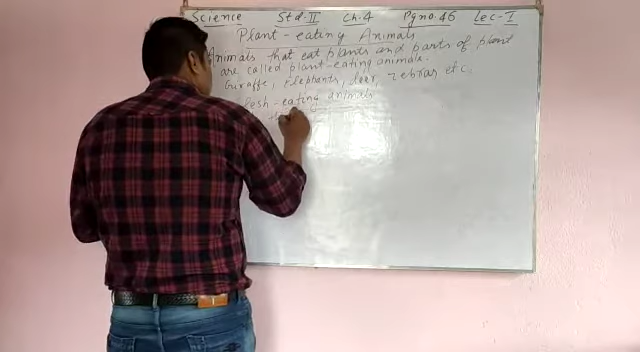 Science Std II Ch. 4 Pg no. 46 Lec - I
Plant - eating Animals
Animals that eat plants and parts of plant
are called plant-eating animals.
Giraffe, Elephants, deer, zebras etc.
lesh - eating animals